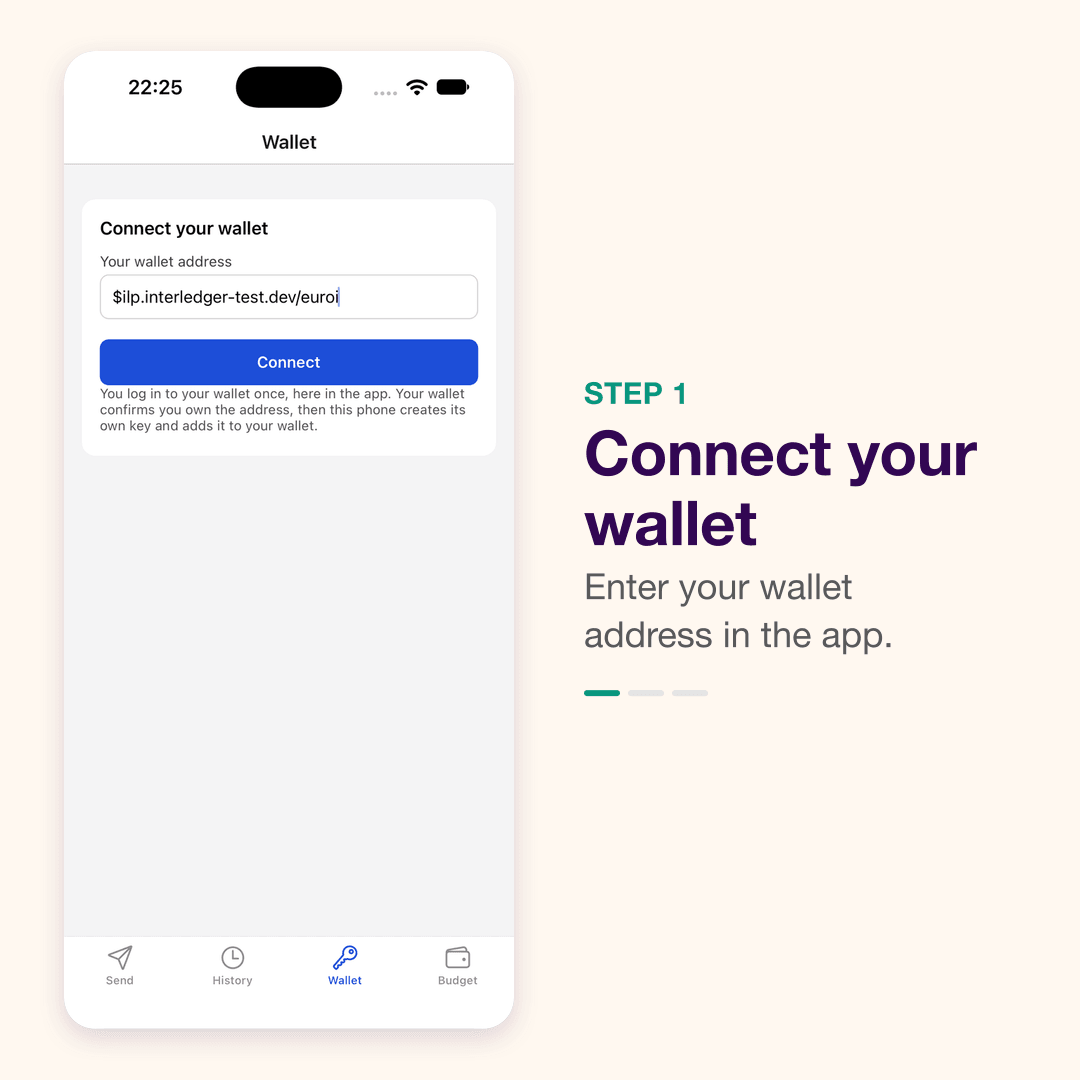 22:25
Wallet
Connect your wallet
Your wallet address
$ilp.interledger-test.dev/euroi
Connect
You log in to your wallet once, here in the app. Your wallet
confirms you own the address, then this phone creates its
own key and adds it to your wallet.
Send
History
Wallet
Budget
STEP 1
Connect your
wallet
Enter your wallet
address in the app.